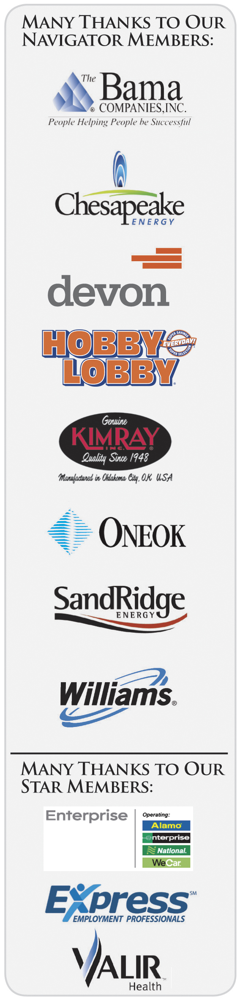 MANY THANKS TO OUR
NAVIGATOR MEMBERS:
The Bama
COMPANIES,INC.
®
People Helping People be Successful
Chesapeake
ENERGY
devon
HOBBY
LOBBY
SUPER SAVINGS
EVERYDAY!
SUPER SELECTION
®
Genuine
KIMRAY
INC. ®
Quality Since 1948
Manufactured in Oklahoma City, OK USA
ONEOK
SandRidge
ENERGY
Williams®
MANY THANKS TO OUR
STAR MEMBERS:
Enterprise
Operating:
Alamo
enterprise
National.
WeCar.
Express SM
EMPLOYMENT PROFESSIONALS
VALIR ™
Health